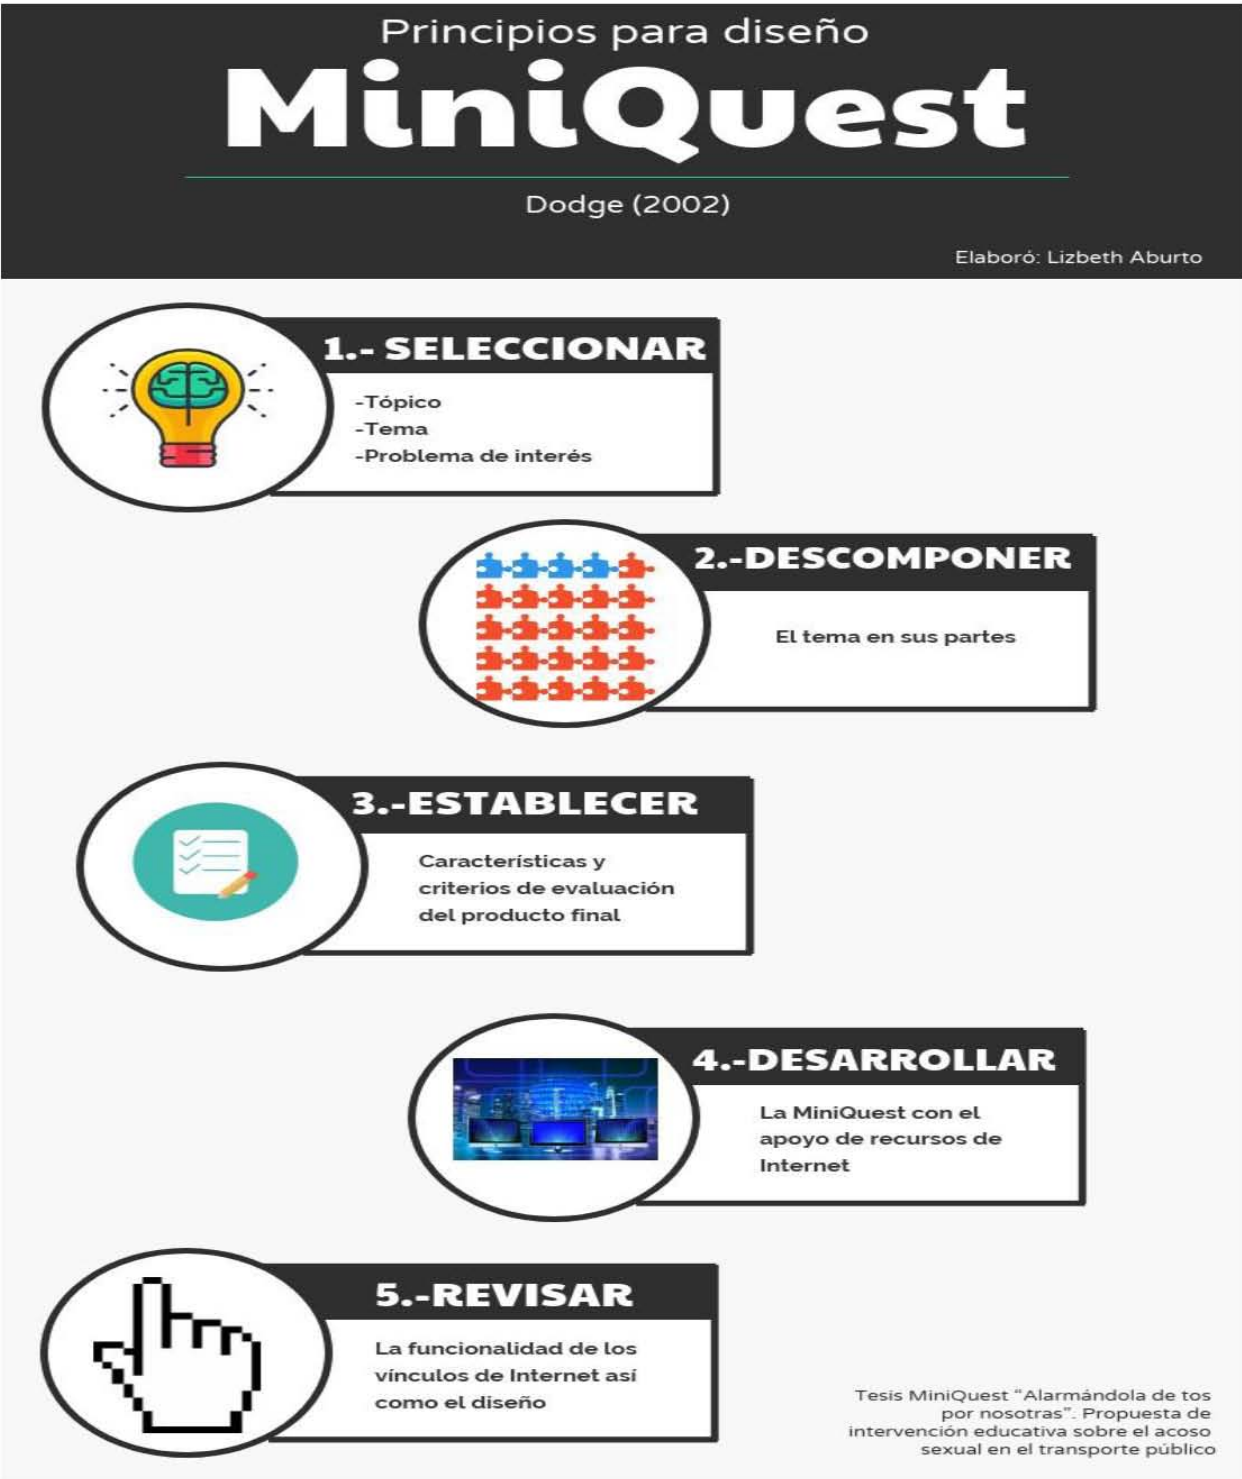 Principios para diseño
MiniQuest
Dodge (2002)
Elaboró: Lizbeth Aburto
1.- SELECCIONAR
-Tópico
-Tema
-Problema de interés
2.-DESCOMPONER
El tema en sus partes
3.-ESTABLECER
Características y
criterios de evaluación
del producto final
4.-DESARROLLAR
La MiniQuest con el
apoyo de recursos de
Internet
5.-REVISAR
La funcionalidad de los
vínculos de Internet así
como el diseño
Tesis MiniQuest "Alarmándola de tos
por nosotras". Propuesta de
intervención educativa sobre el acoso
sexual en el transporte público